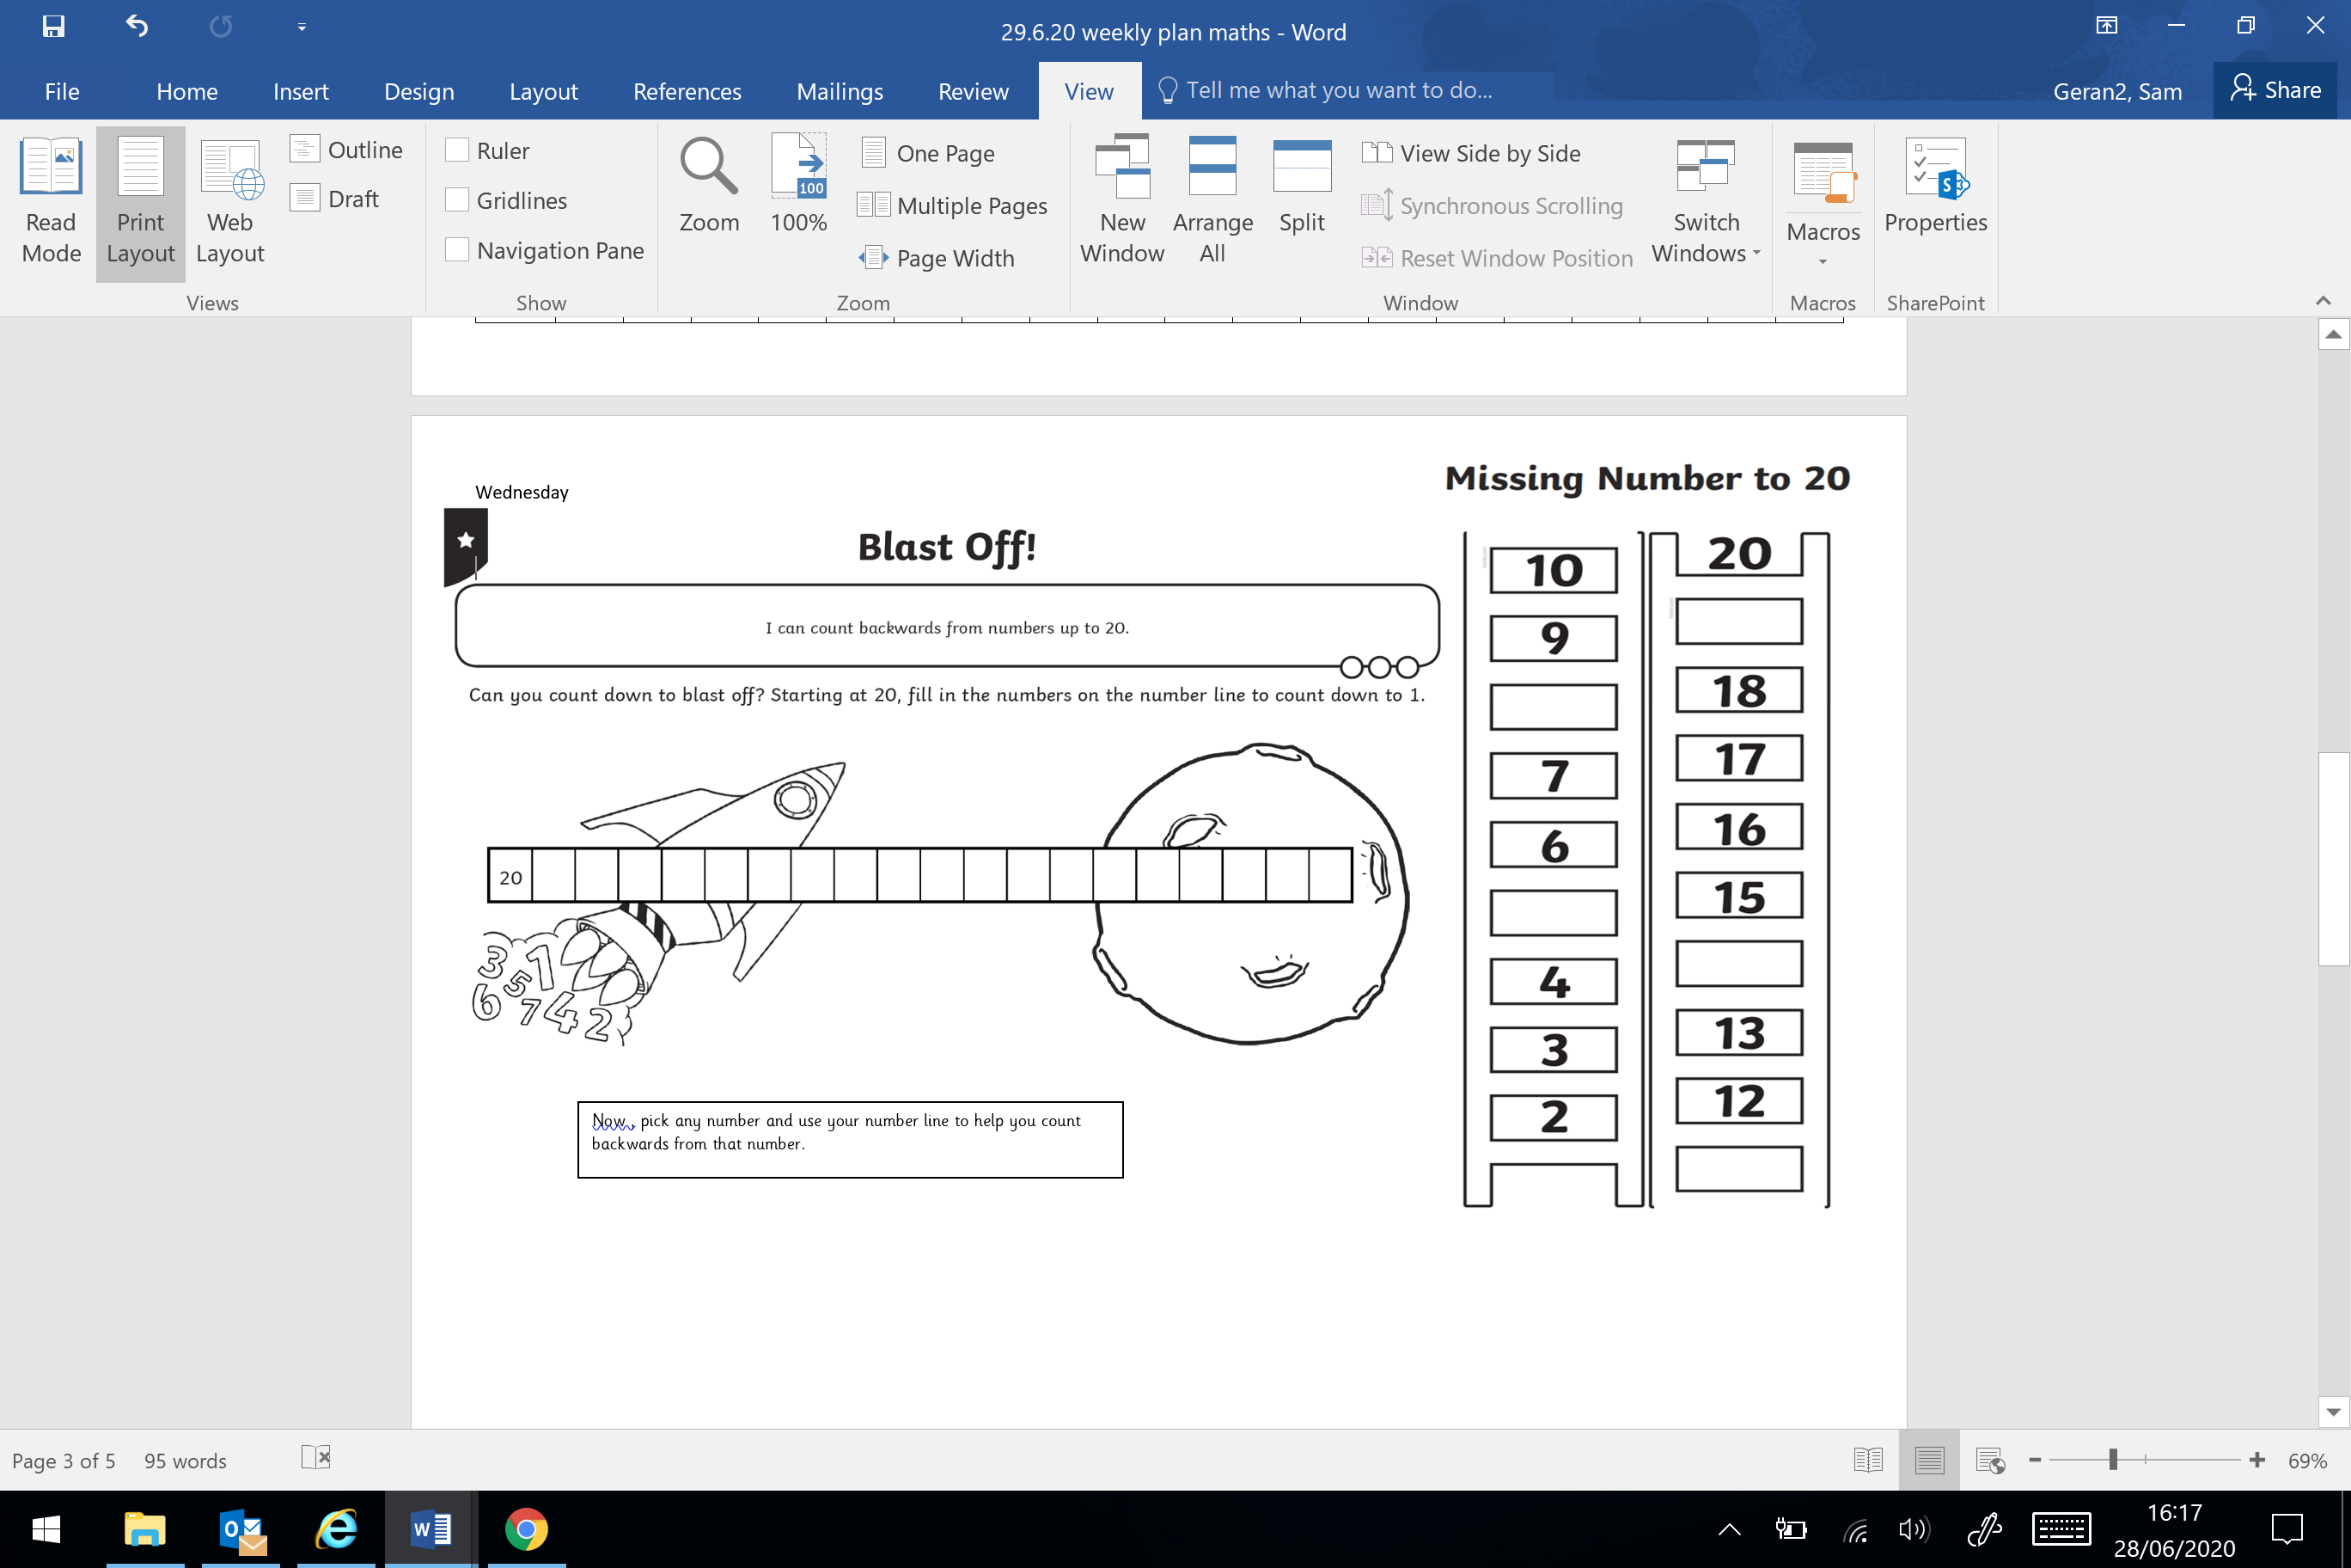 29.6.20 weekly plan maths - Word
File Home Insert Design Layout References Mailings Review View Tell me what you want to do... Geran2, Sam Share
Read Mode
Print Layout
Web Layout
Outline
Draft
Views
Ruler
Gridlines
Navigation Pane
Show
Zoom
100
100%
One Page
Multiple Pages
Page Width
Zoom
New Window
Arrange All
Split
View Side by Side
Synchronous Scrolling
Reset Window Position
Switch Windows
Window
Macros
Macros
S
Properties
SharePoint
Wednesday
Blast Off!
I can count backwards from numbers up to 20.
Can you count down to blast off? Starting at 20, fill in the numbers on the number line to count down to 1.
20
3 1
5
6 7 4 2
Now , pick any number and use your number line to help you count
backwards from that number.
Missing Number to 20
10
9
7
6
4
3
2
20
18
17
16
15
13
12
Page 3 of 5 95 words
69%
16:17
28/06/2020